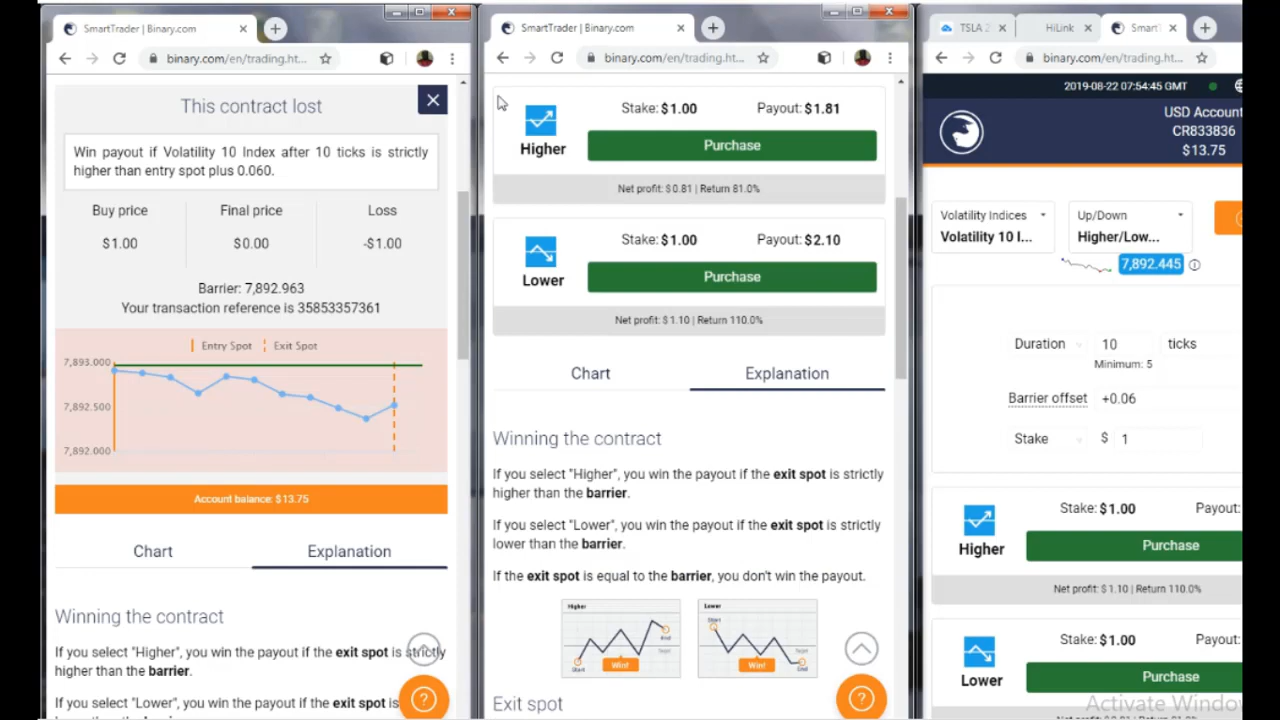 SmartTrader | Binary.com
binary.com/en/trading.ht...
This contract lost
Win payout if Volatility 10 Index after 10 ticks is strictly
higher than entry spot plus 0.060.
Buy price Final price Loss
$1.00 $0.00 -$1.00
Barrier: 7,892.963
Your transaction reference is 35853357361
Entry Spot Exit Spot
7,893.000
7,892.500
7,892.000
Account balance: $13.75
Chart Explanation
Winning the contract
If you select "Higher", you win the payout if the exit spot is strictly
higher than the barrier.
If you select "Lower", you win the payout if the exit spot is
?
SmartTrader | Binary.com
binary.com/en/trading.ht...
Stake: $1.00 Payout: $1.81
Higher
Purchase
Net profit: $0.81 | Return 81.0%
Stake: $1.00 Payout: $2.10
Lower
Purchase
Net profit: $1.10 | Return 110.0%
Chart Explanation
Winning the contract
If you select "Higher", you win the payout if the exit spot is strictly
higher than the barrier.
If you select "Lower", you win the payout if the exit spot is strictly
lower than the barrier.
If the exit spot is equal to the barrier, you don't win the payout.
Higher Lower
Win! Win!
Exit spot
?
TSLA HiLink Smart
binary.com/en/trading.ht...
2019-08-22 07:54:45 GMT
USD Account
CR833836
$13.75
Volatility Indices Up/Down
Volatility 10 I... Higher/Low...
7,892.445
Duration 10 ticks
Minimum: 5
Barrier offset +0.06
Stake $ 1
Stake: $1.00 Payout:
Higher
Purchase
Net profit: $1.10 | Return 110.0%
Stake: $1.00 Payout:
Lower
Purchase
Activate Windo